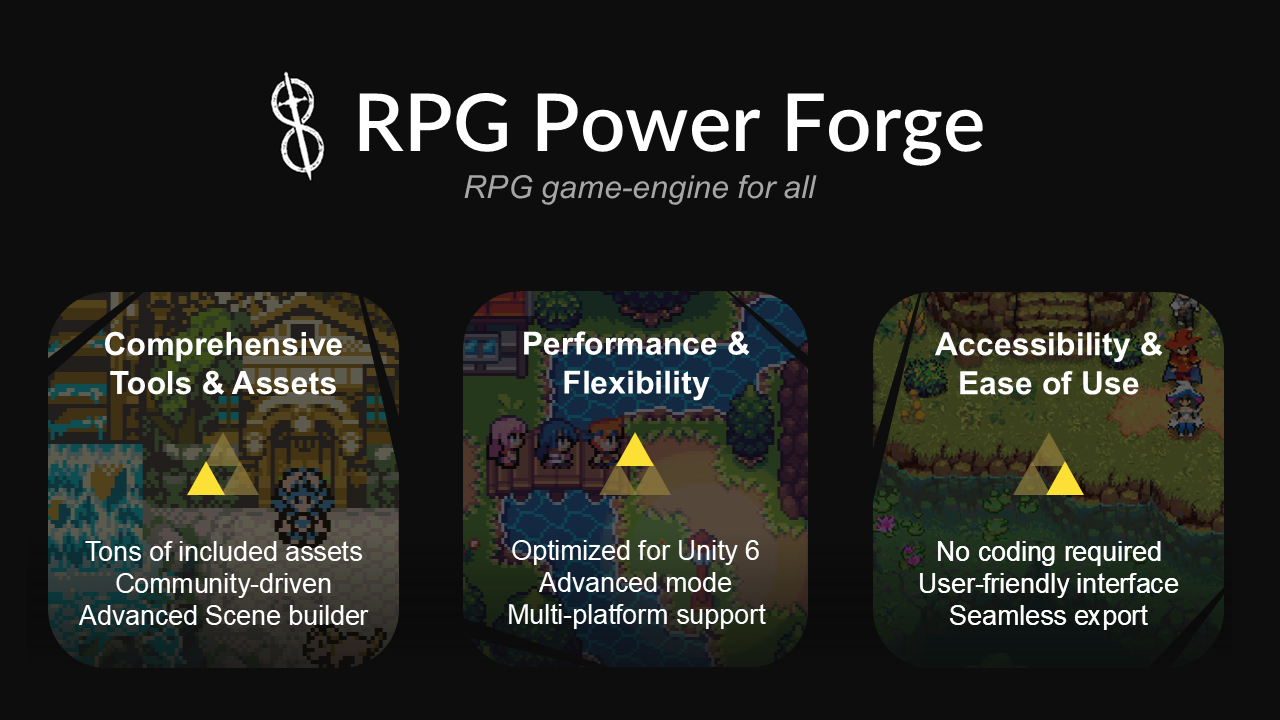 RPG Power Forge
RPG game-engine for all
Comprehensive
Tools & Assets
Tons of included assets
Community-driven
Advanced Scene builder
Performance &
Flexibility
Optimized for Unity 6
Advanced mode
Multi-platform support
Accessibility &
Ease of Use
No coding required
User-friendly interface
Seamless export